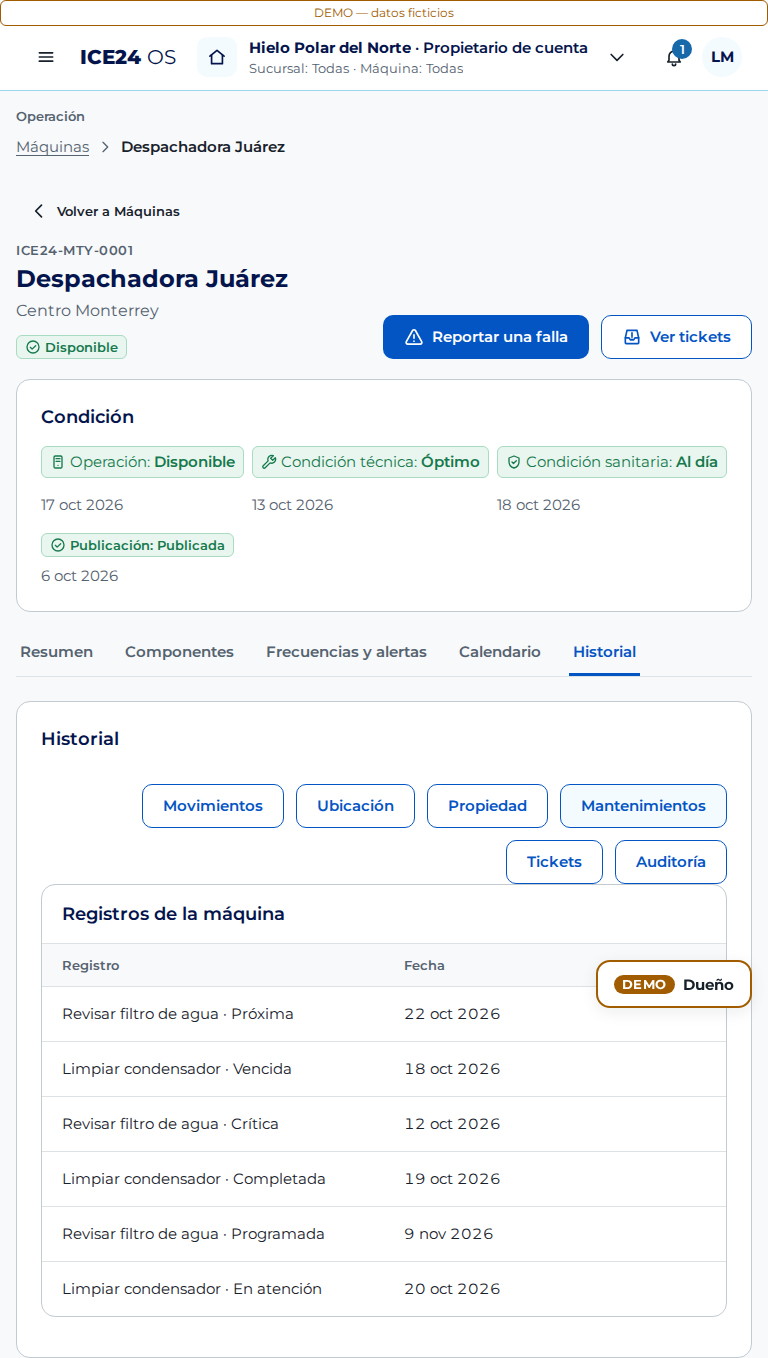 DEMO — datos ficticios
ICE24 OS
Hielo Polar del Norte · Propietario de cuenta
Sucursal: Todas · Máquina: Todas
1
LM
Operación
Máquinas > Despachadora Juárez
Volver a Máquinas
ICE24-MTY-0001
Despachadora Juárez
Centro Monterrey
Disponible
Reportar una falla
Ver tickets
Condición
Operación: Disponible
Condición técnica: Óptimo
Condición sanitaria: Al día
17 oct 2026
13 oct 2026
18 oct 2026
Publicación: Publicada
6 oct 2026
Resumen
Componentes
Frecuencias y alertas
Calendario
Historial
Historial
Movimientos
Ubicación
Propiedad
Mantenimientos
Tickets
Auditoría
Registros de la máquina
Registro Fecha
DEMO Dueño
Revisar filtro de agua · Próxima 22 oct 2026
Limpiar condensador · Vencida 18 oct 2026
Revisar filtro de agua · Crítica 12 oct 2026
Limpiar condensador · Completada 19 oct 2026
Revisar filtro de agua · Programada 9 nov 2026
Limpiar condensador · En atención 20 oct 2026